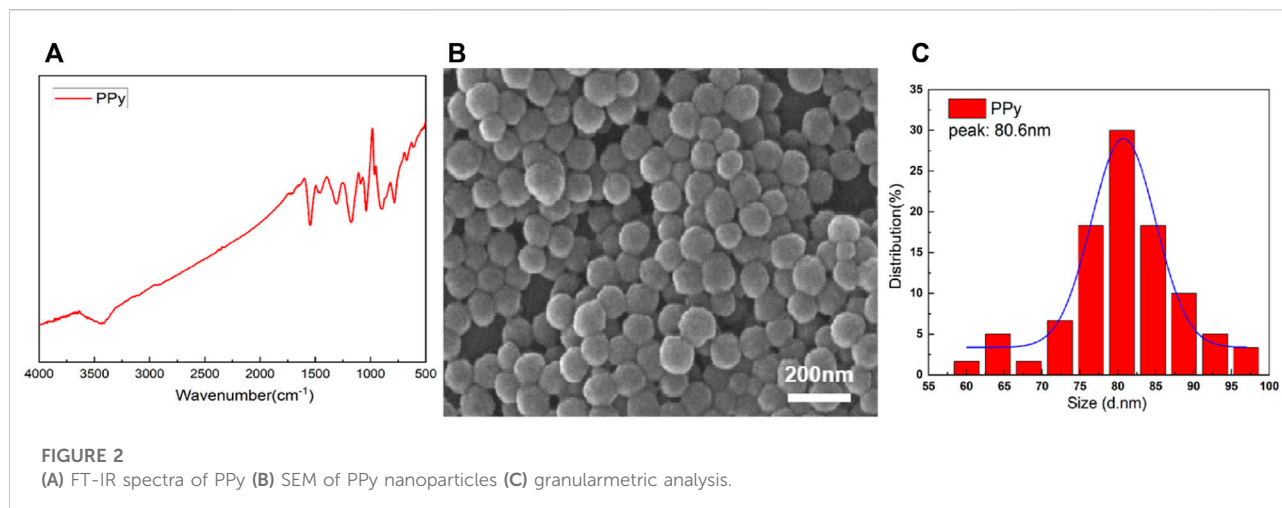 A
PPy
4000 3500 3000 2500 2000 1500 1000 500
Wavenumber(cm⁻¹)
B
200nm
C
PPy
peak: 80.6nm
35
30
25
20
15
10
5
0
Distribution(%)
55 60 65 70 75 80 85 90 95 100
Size (d.nm)
FIGURE 2
(A) FT-IR spectra of PPy (B) SEM of PPy nanoparticles (C) granularmetric analysis.